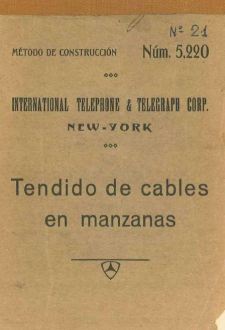 Nº 21
MÉTODO DE CONSTRUCCIÓN Núm. 5,220
INTERNATIONAL TELEPHONE & TELEGRAPH CORP.
NEW-YORK
Tendido de cables
en manzanas